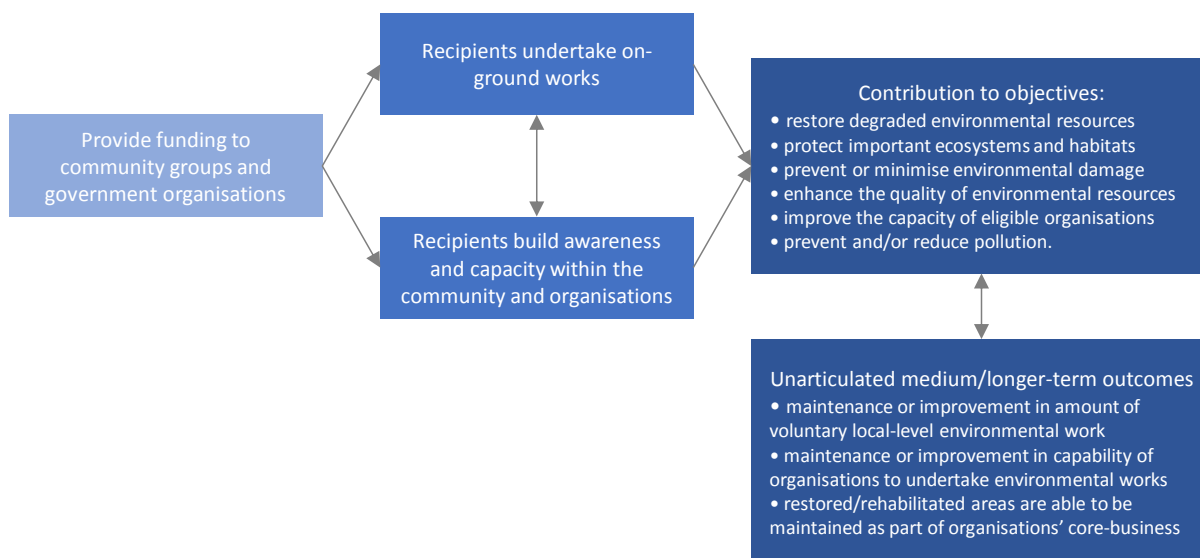 Provide funding to
community groups and
government organisations
Recipients undertake on-
ground works
Recipients build awareness
and capacity within the
community and organisations
Contribution to objectives:
• restore degraded environmental resources
• protect important ecosystems and habitats
• prevent or minimise environmental damage
• enhance the quality of environmental resources
• improve the capacity of eligible organisations
• prevent and/or reduce pollution.
Unarticulated medium/longer-term outcomes
• maintenance or improvement in amount of
voluntary local-level environmental work
• maintenance or improvement in capability of
organisations to undertake environmental works
• restored/rehabilitated areas are able to be
maintained as part of organisations’ core-business